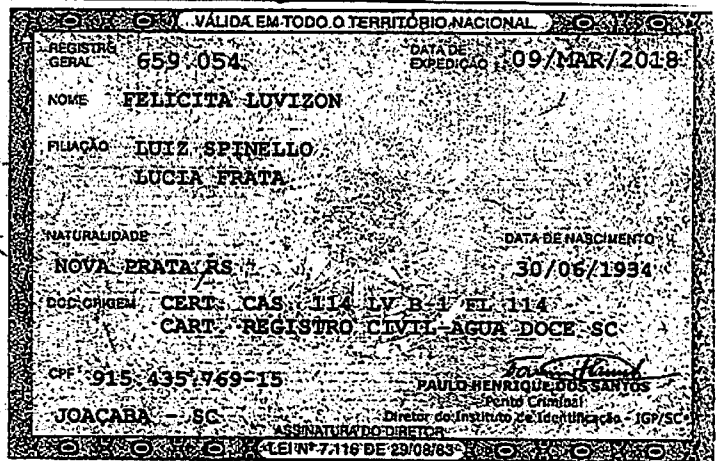 VÁLIDA EM TODO O TERRITÓRIO NACIONAL
REGISTRO GERAL 659.054 DATA DE EXPEDIÇÃO 09/MAR/2018
NOME FELICITA LUVIZON
FILIAÇÃO LUIZ SPINELLO
LUCIA FRATA
NATURALIDADE DATA DE NASCIMENTO
NOVA PRATA RS 30/06/1934
DOC ORIGEM CERT. CAS. 114 LV B-1 FL 114
CART. REGISTRO CIVIL-AGUA DOCE SC
CPF 915.435.769-15
PAULO HENRIQUE DOS SANTOS
Perito Criminal
JOAÇABA - SC Diretor do Instituto de Identificação - IGP/SC
ASSINATURA DO DIRETOR
LEI Nº 7.116 DE 29/08/83